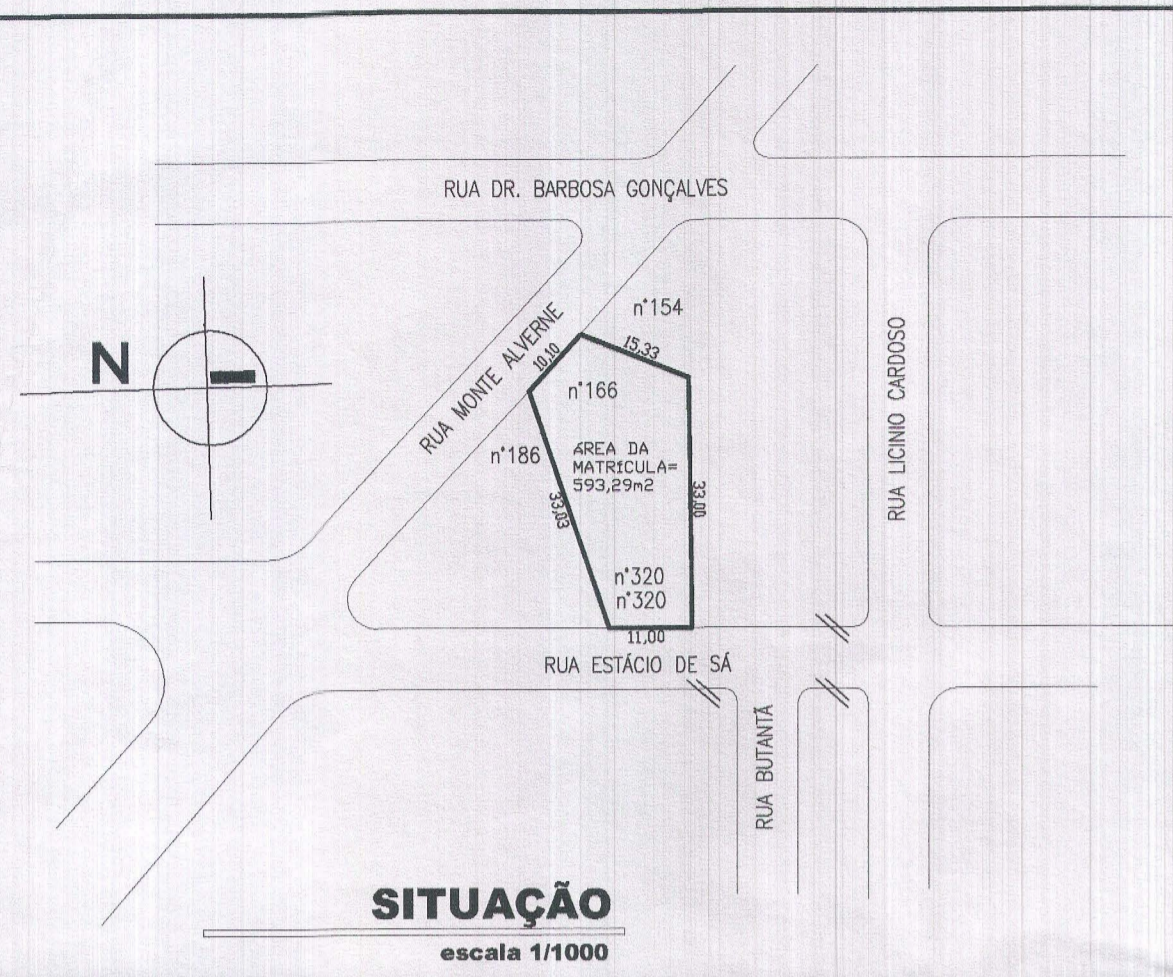 RUA DR. BARBOSA GONÇALVES
n°154
N
RUA MONTE ALVERNE
10,10
15,33
n°166
RUA LICINIO CARDOSO
n°186
ÁREA DA
MATRÍCULA=
593,29m2
33,03
33,00
n°320
n°320
11,00
RUA ESTÁCIO DE SÁ
RUA BUTANTÃ
SITUAÇÃO
escala 1/1000